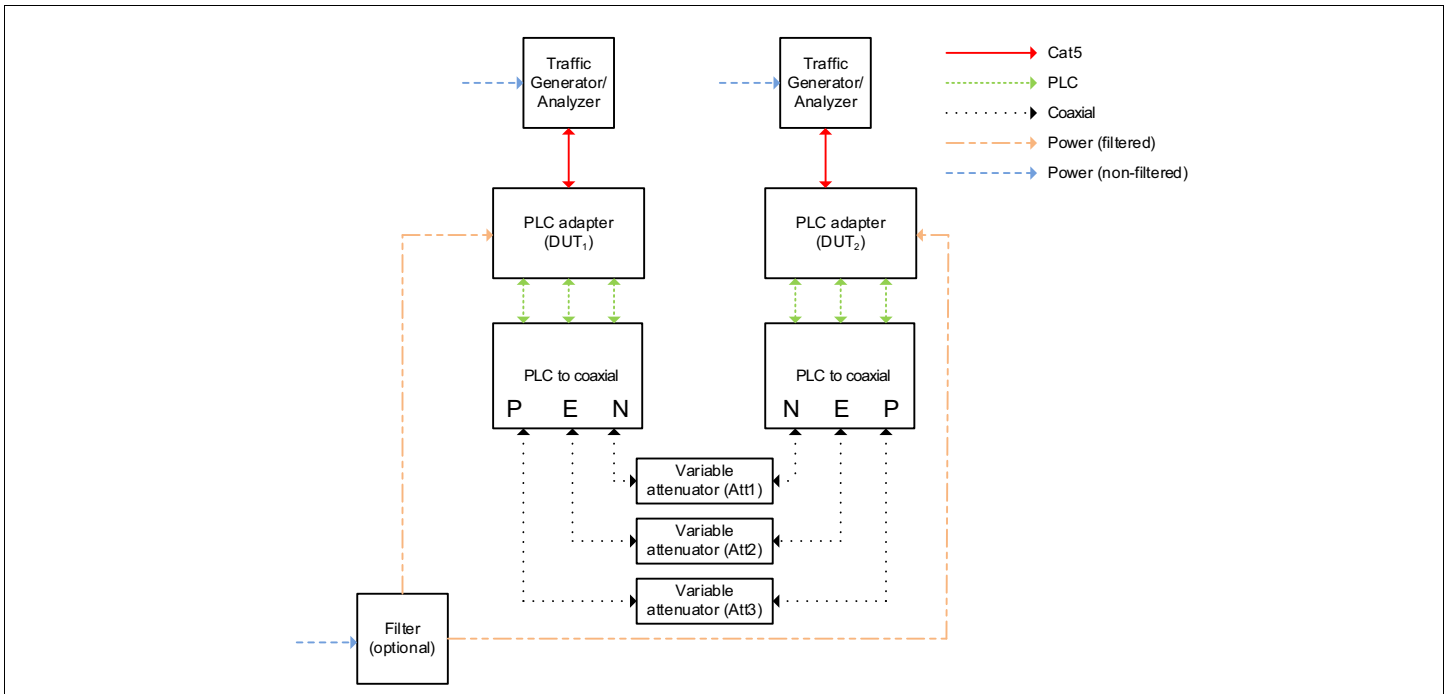 Traffic
Generator/
Analyzer
Traffic
Generator/
Analyzer
Cat5
PLC
Coaxial
Power (filtered)
Power (non-filtered)
PLC adapter
(DUT₁)
PLC adapter
(DUT₂)
PLC to coaxial
P E N
PLC to coaxial
N E P
Variable
attenuator (Att1)
Variable
attenuator (Att2)
Variable
attenuator (Att3)
Filter
(optional)